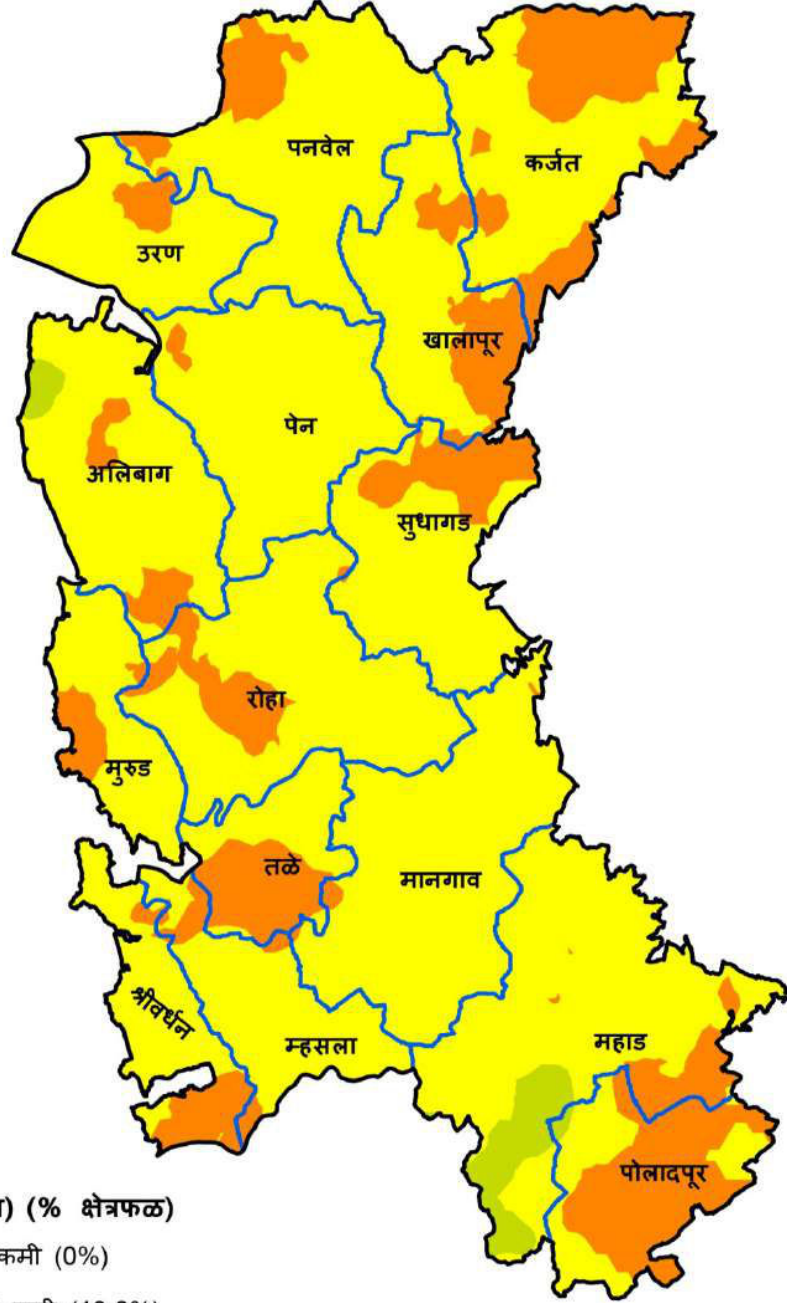 पनवेल
कर्जत
उरण
खालापूर
पेन
अलिबाग
सुधागड
रोहा
मुरुड
तळे
मानगाव
श्रीवर्धन
म्हसला
महाड
पोलादपूर
(% क्षेत्रफळ)
कमी (0%)